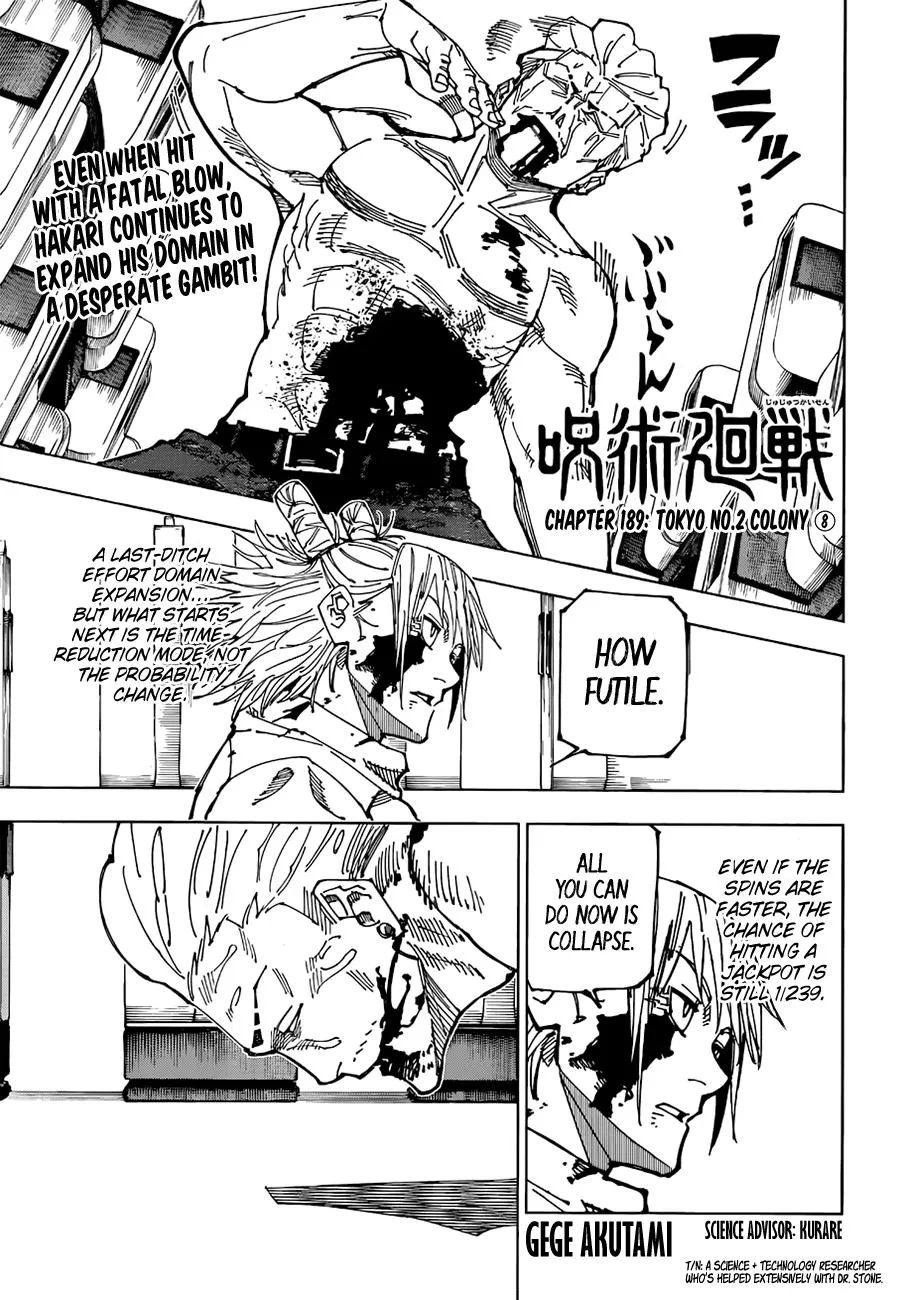 フラッ…
EVEN WHEN HIT
WITH A FATAL BLOW,
HAKARI CONTINUES TO
EXPAND HIS DOMAIN IN
A DESPERATE GAMBIT!
ぶぅーん
じゅじゅつかいせん
呪術廻戦
CHAPTER 189: TOKYO NO.2 COLONY ⑧
A LAST-DITCH
EFFORT DOMAIN
EXPANSION...
BUT WHAT STARTS
NEXT IS THE TIME-
REDUCTION MODE, NOT
THE PROBABILITY
CHANGE.
HOW
FUTILE.
ALL
YOU CAN
DO NOW IS
COLLAPSE.
EVEN IF THE
SPINS ARE
FASTER, THE
CHANCE OF
HITTING A
JACKPOT IS
STILL 1/239.
GEGE AKUTAMI
SCIENCE ADVISOR: KURARE
T/N: A SCIENCE + TECHNOLOGY RESEARCHER
WHO'S HELPED EXTENSIVELY WITH DR. STONE.